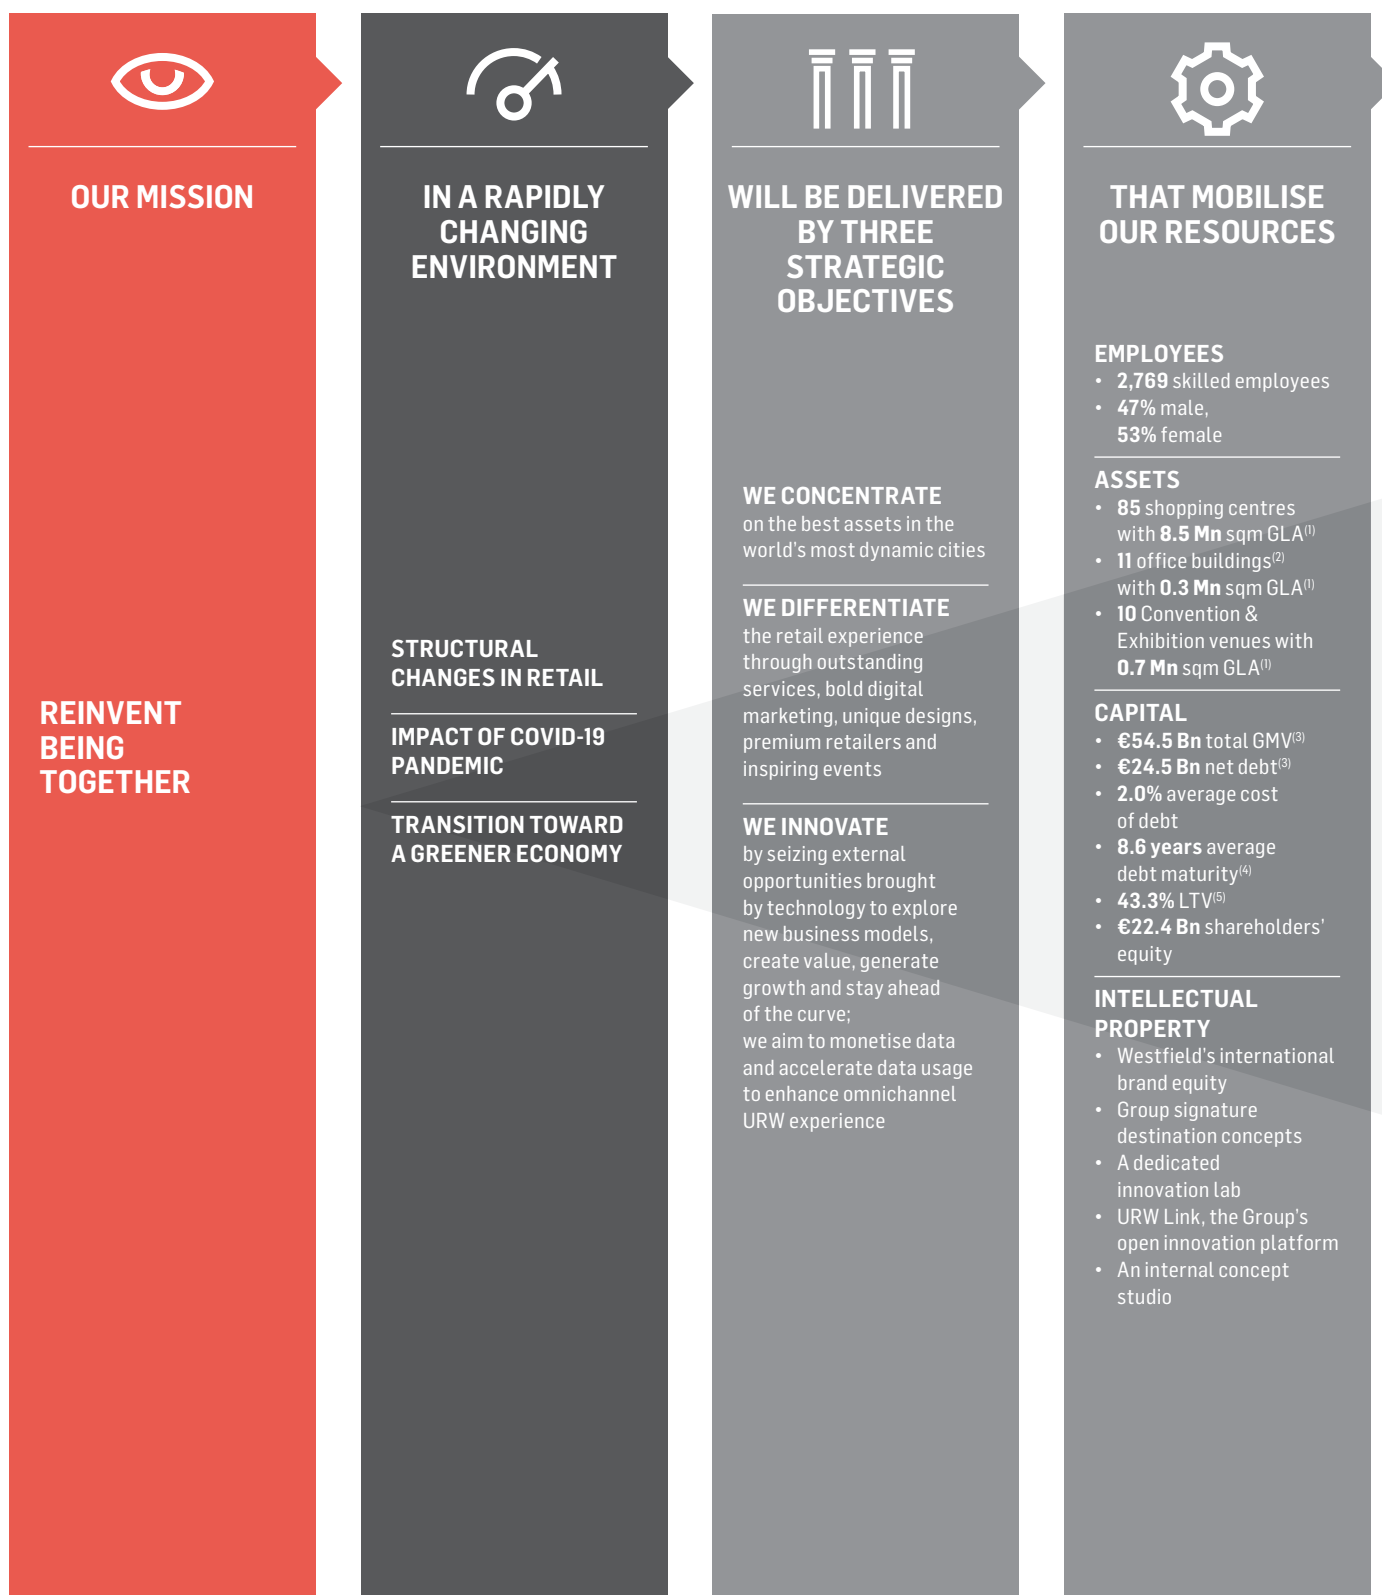 OUR MISSION
REINVENT
BEING
TOGETHER
IN A RAPIDLY
CHANGING
ENVIRONMENT
STRUCTURAL
CHANGES IN RETAIL
IMPACT OF COVID-19
PANDEMIC
TRANSITION TOWARD
A GREENER ECONOMY
WILL BE DELIVERED
BY THREE
STRATEGIC
OBJECTIVES
WE CONCENTRATE
on the best assets in the
world's most dynamic cities
WE DIFFERENTIATE
the retail experience
through outstanding
services, bold digital
marketing, unique designs,
premium retailers and
inspiring events
WE INNOVATE
by seizing external
opportunities brought
by technology to explore
new business models,
create value, generate
growth and stay ahead
of the curve;
we aim to monetise data
and accelerate data usage
to enhance omnichannel
URW experience
THAT MOBILISE
OUR RESOURCES
EMPLOYEES
• 2,769 skilled employees
• 47% male,
53% female
ASSETS
• 85 shopping centres
with 8.5 Mn sqm GLA(1)
• 11 office buildings(2)
with 0.3 Mn sqm GLA(1)
• 10 Convention &
Exhibition venues with
0.7 Mn sqm GLA(1)
CAPITAL
• €54.5 Bn total GMV(3)
• €24.5 Bn net debt(3)
• 2.0% average cost
of debt
• 8.6 years average
debt maturity(4)
• 43.3% LTV(5)
• €22.4 Bn shareholders'
equity
INTELLECTUAL
PROPERTY
• Westfield's international
brand equity
• Group signature
destination concepts
• A dedicated
innovation lab
• URW Link, the Group's
open innovation platform
• An internal concept
studio